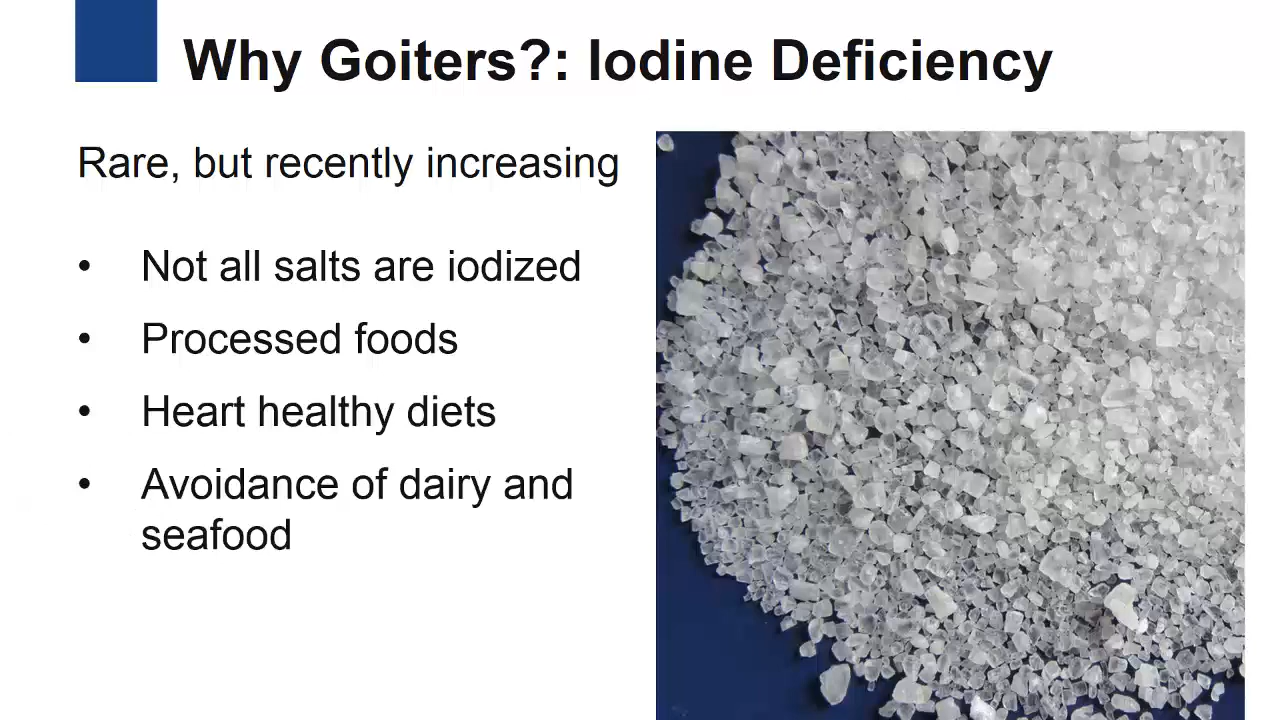 Why Goiters?: Iodine Deficiency
Rare, but recently increasing
• Not all salts are iodized
• Processed foods
• Heart healthy diets
• Avoidance of dairy and
seafood